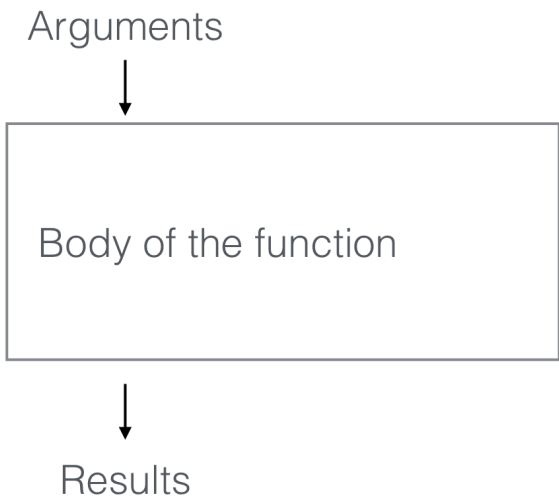 Arguments
Body of the function
Results